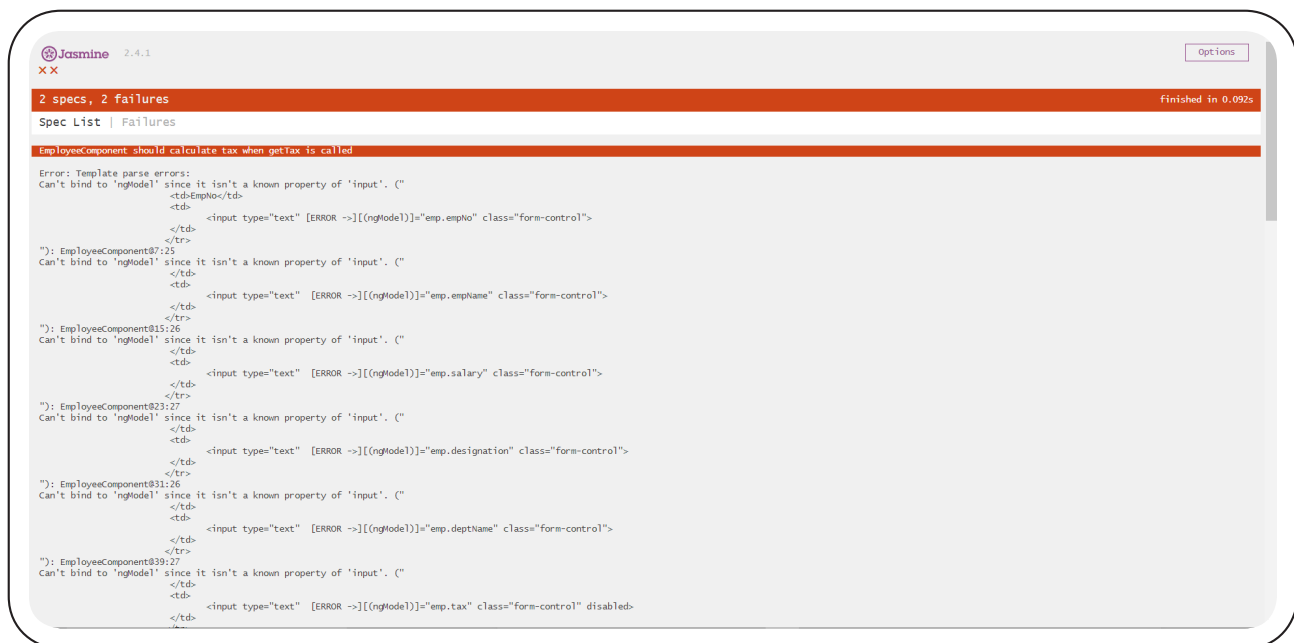 Jasmine 2.4.1
Options
××
2 specs, 2 failures
finished in 0.092s
Spec List | Failures
EmployeeComponent should calculate tax when getTax is called
Error: Template parse errors:
Can't bind to 'ngModel' since it isn't a known property of 'input'. ("
<td>EmpNo</td>
<td>
<input type="text" [ERROR ->][(ngModel)]="emp.empNo" class="form-control">
</td>
</tr>
"): EmployeeComponent@7:25
Can't bind to 'ngModel' since it isn't a known property of 'input'. ("
</td>
<td>
<input type="text"  [ERROR ->][(ngModel)]="emp.empName" class="form-control">
</td>
</tr>
"): EmployeeComponent@15:26
Can't bind to 'ngModel' since it isn't a known property of 'input'. ("
</td>
<td>
<input type="text"  [ERROR ->][(ngModel)]="emp.salary" class="form-control">
</td>
</tr>
"): EmployeeComponent@23:27
Can't bind to 'ngModel' since it isn't a known property of 'input'. ("
</td>
<td>
<input type="text"  [ERROR ->][(ngModel)]="emp.designation" class="form-control">
</td>
</tr>
"): EmployeeComponent@31:26
Can't bind to 'ngModel' since it isn't a known property of 'input'. ("
</td>
<td>
<input type="text"  [ERROR ->][(ngModel)]="emp.deptName" class="form-control">
</td>
</tr>
"): EmployeeComponent@39:27
Can't bind to 'ngModel' since it isn't a known property of 'input'. ("
</td>
<td>
<input type="text"  [ERROR ->][(ngModel)]="emp.tax" class="form-control" disabled>
</td>